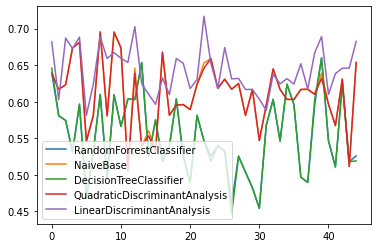 0.70
0.65
0.60
0.55
0.50
0.45
RandomForrestClassifier
NaiveBase
DecisionTreeClassifier
QuadraticDiscriminantAnalysis
LinearDiscriminantAnalysis
0 10 20 30 40